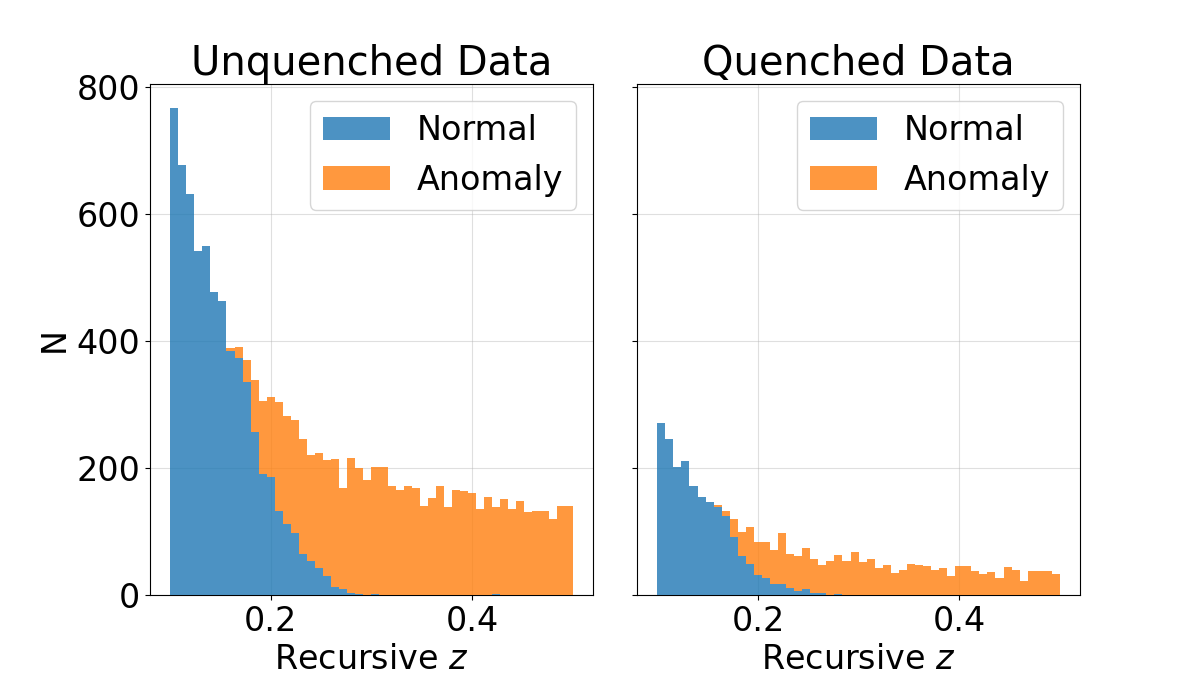 Unquenched Data
Quenched Data
Normal
Anomaly
Normal
Anomaly
N
800
600
400
200
0
0.2
0.4
0.2
0.4
Recursive z
Recursive z